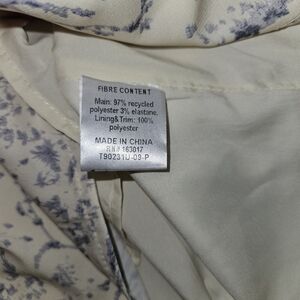 FIBRE CONTENT
Main: 97% recycled
polyester 3% elastane.
Lining&Trim: 100%
polyester
MADE IN CHINA
RN# 163017
T90231U-09-P